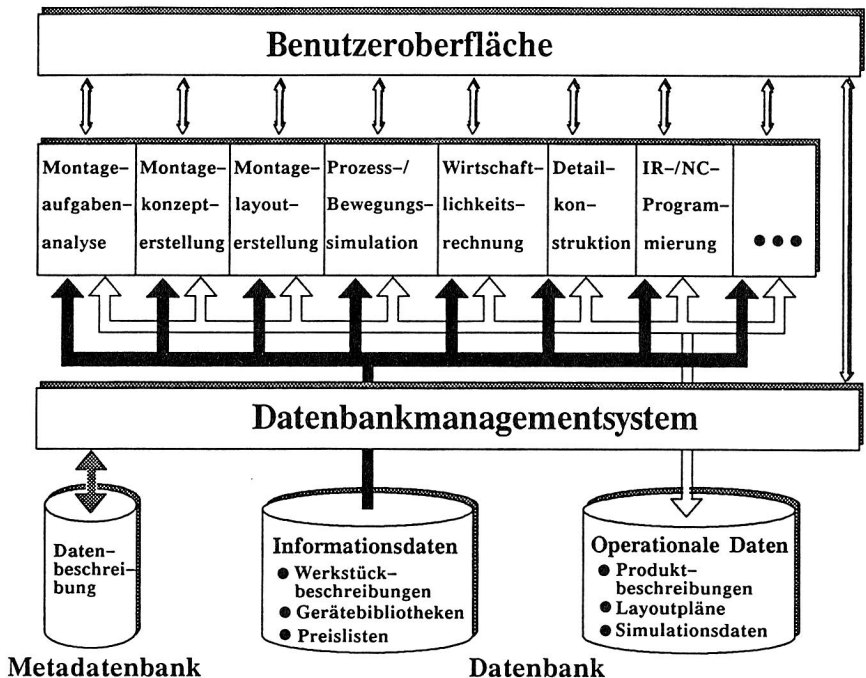 Benutzeroberfläche
Montage–
aufgaben–
analyse
Montage–
konzept–
erstellung
Montage–
layout–
erstellung
Prozess–/
Bewegungs–
simulation
Wirtschaft–
lichkeits–
rechnung
Detail–
kon–
struktion
IR–/NC–
Program–
mierung
●●●
Datenbankmanagementsystem
Daten–
beschrei–
bung
Informationsdaten
● Werkstück–
beschreibungen
● Gerätebibliotheken
● Preislisten
Operationale Daten
● Produkt–
beschreibungen
● Layoutpläne
● Simulationsdaten
Metadatenbank
Datenbank